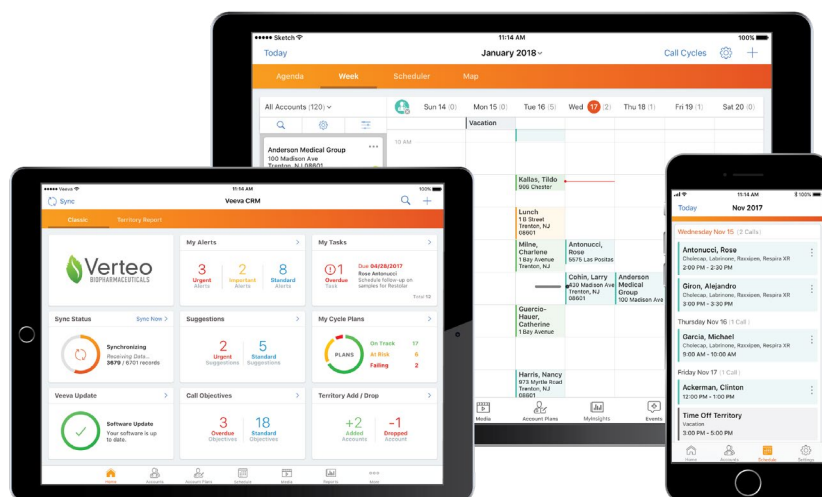 Sketch 11:14 AM 100%
Today January 2018 Call Cycles
Agenda Week Scheduler Map
All Accounts (120) Sun 14 (0) Mon 15 (0) Tue 16 (5) Wed 17 (2) Thu 18 (1) Fri 19 (1) Sat 20 (0)
Vacation
Anderson Medical Group
100 Madison Ave
Trenton, NJ 08601
10 AM
Kallas, Tildo
906 Chester
Lunch
1 B Street
Trenton, NJ
08601
Milne,
Charlene
1 Bay Avenue
Trenton, NJ
Antonucci,
Rose
5575 Las Positas
Cohin, Larry
Trenton, NJ
08601
Anderson
Medical
Group
100 Madison Ave
Guercio-
Hauer,
Catherine
1 Bay Avenue
Harris, Nancy
973 Myrtle Road
Trenton, NJ
08601
Media Account Plans MyInsights Events
Veeva 11:14 AM 100%
Sync Veeva CRM
Classic Territory Report
Verteo
BIOPHARMACEUTICALS
My Alerts
3 2 8
Urgent Important Standard
Alerts Alerts Alerts
My Tasks
1
Overdue
Task
Due 04/28/2017
Rose Antonucci
Schedule follow-up on
samples for Restolar
Total 12
Sync Status Sync Now
Synchronizing
Receiving Data...
3679 / 6701 records
Suggestions
2 5
Urgent Standard
Suggestions Suggestions
My Cycle Plans
PLANS
On Track 17
At Risk 6
Failing 2
Veeva Update
Software Update
Your software is up
to date.
Call Objectives
3 18
Overdue Standard
Objectives Objectives
Territory Add / Drop
+2 -1
Added Dropped
Accounts Account
Home Accounts Account Plans Schedule Media Reports More
11:14 AM 100%
Today Nov 2017
Wednesday Nov 15 (2 Calls)
Antonucci, Rose
Cholecap, Labrinone, Raxxipen, Respira XR
2:00 PM - 2:30 PM
Giron, Alejandro
Cholecap, Labrinone, Raxxipen, Respira XR
3:00 PM - 3:30 PM
Thursday Nov 16 (1 Call)
Garcia, Michael
Cholecap, Labrinone, Raxxipen, Respira XR
9:00 AM - 10:00 AM
Friday Nov 17 (1 Call)
Ackerman, Clinton
12:00 PM - 1:00 PM
Time Off Territory
Vacation
3:00 PM - 5:00 PM
Home Accounts Schedule Settings